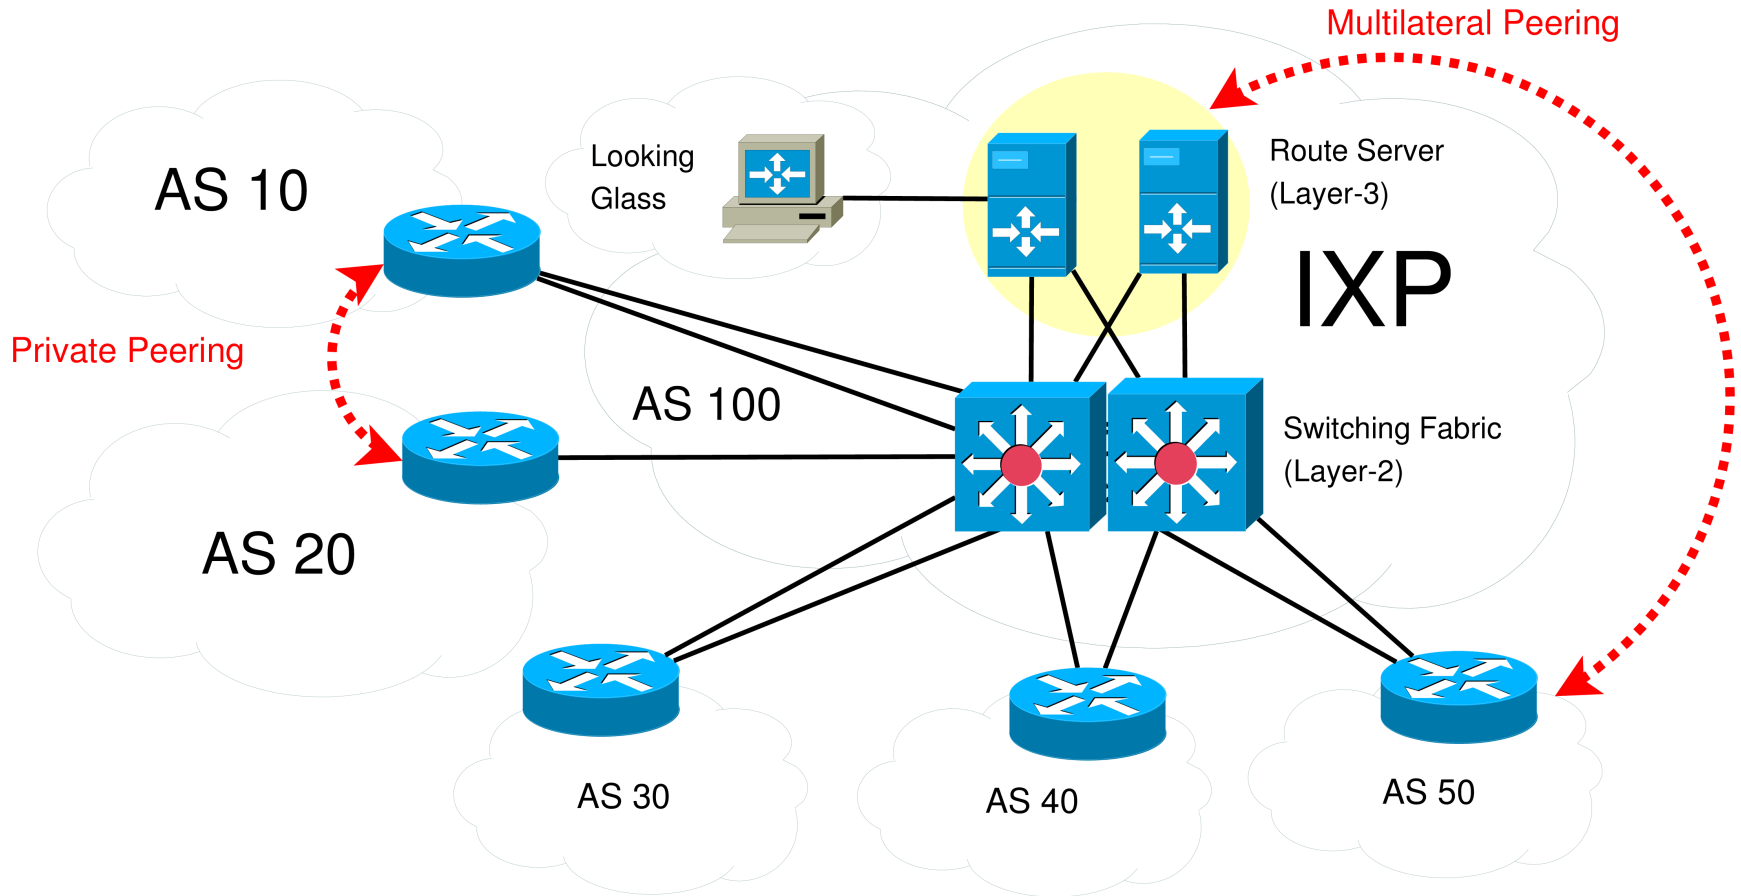 Multilateral Peering
AS 10
Looking
Glass
Route Server
(Layer-3)
IXP
Private Peering
AS 100
Switching Fabric
(Layer-2)
AS 20
AS 30
AS 40
AS 50